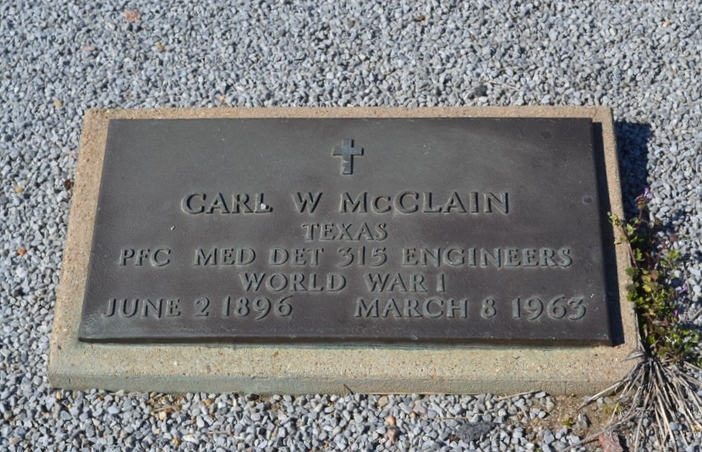 CARL W McCLAIN
TEXAS
PFC MED DET 315 ENGINEERS
WORLD WAR I
JUNE 2 1896 MARCH 8 1963